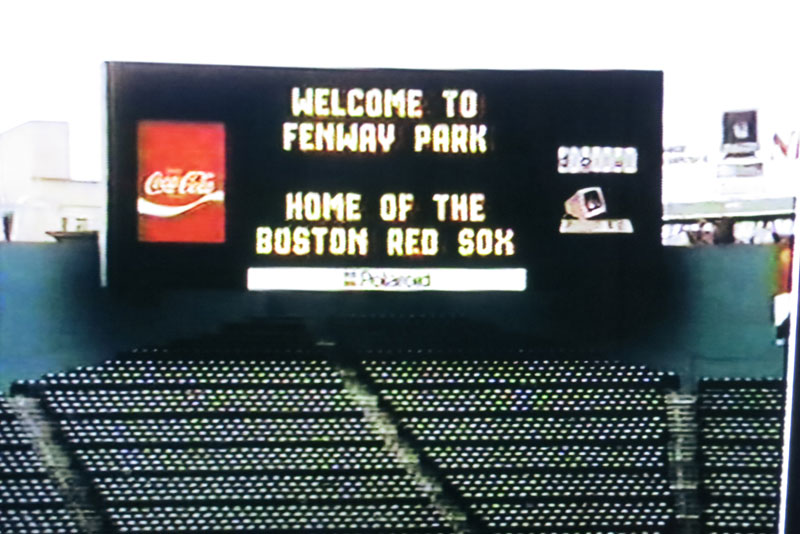 WELCOME TO
FENWAY PARK
Coca-Cola
HOME OF THE
BOSTON RED SOX
Polaroid